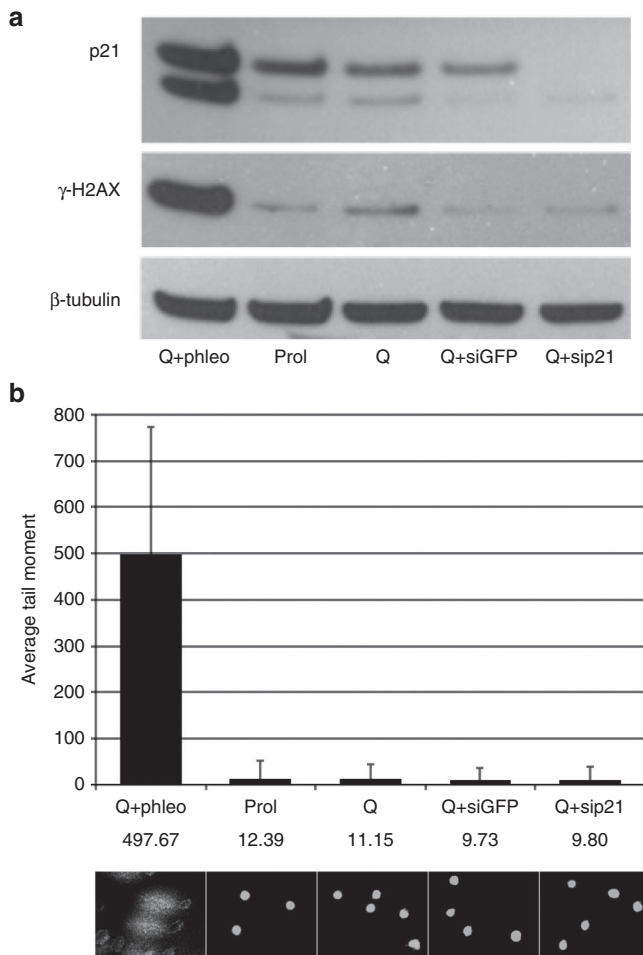 a
p21
γ-H2AX
β-tubulin
Q+phleo Prol Q Q+siGFP Q+sip21
b
Average tail moment
800
700
600
500
400
300
200
100
0
Q+phleo Prol Q Q+siGFP Q+sip21
497.67 12.39 11.15 9.73 9.80